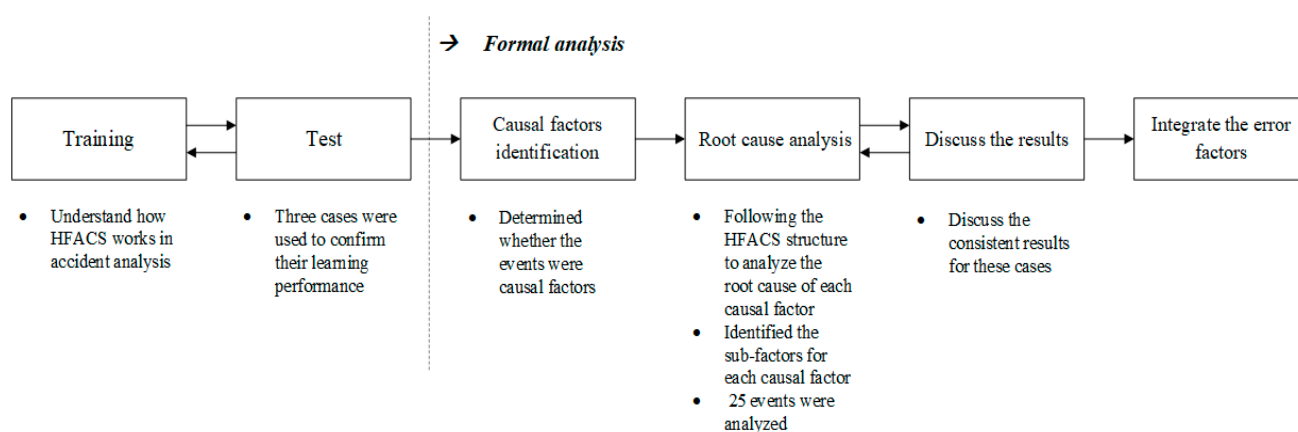 → Formal analysis
Training
Test
Causal factors
identification
Root cause analysis
Discuss the results
Integrate the error
factors
• Understand how
HFACS works in
accident analysis
• Three cases were
used to confirm
their learning
performance
• Determined
whether the
events were
causal factors
• Following the
HFACS structure
to analyze the
root cause of each
causal factor
• Identified the
sub-factors for
each causal factor
• 25 events were
analyzed
• Discuss the
consistent results
for these cases